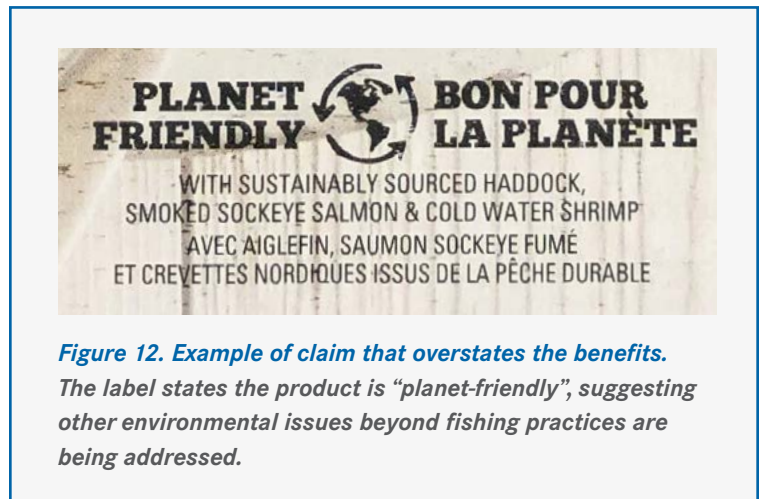 PLANET FRIENDLY
BON POUR LA PLANÈTE
WITH SUSTAINABLY SOURCED HADDOCK,
SMOKED SOCKEYE SALMON & COLD WATER SHRIMP
AVEC AIGLEFIN, SAUMON SOCKEYE FUMÉ
ET CREVETTES NORDIQUES ISSUS DE LA PÊCHE DURABLE
Figure 12. Example of claim that overstates the benefits.
The label states the product is “planet-friendly”, suggesting
other environmental issues beyond fishing practices are
being addressed.